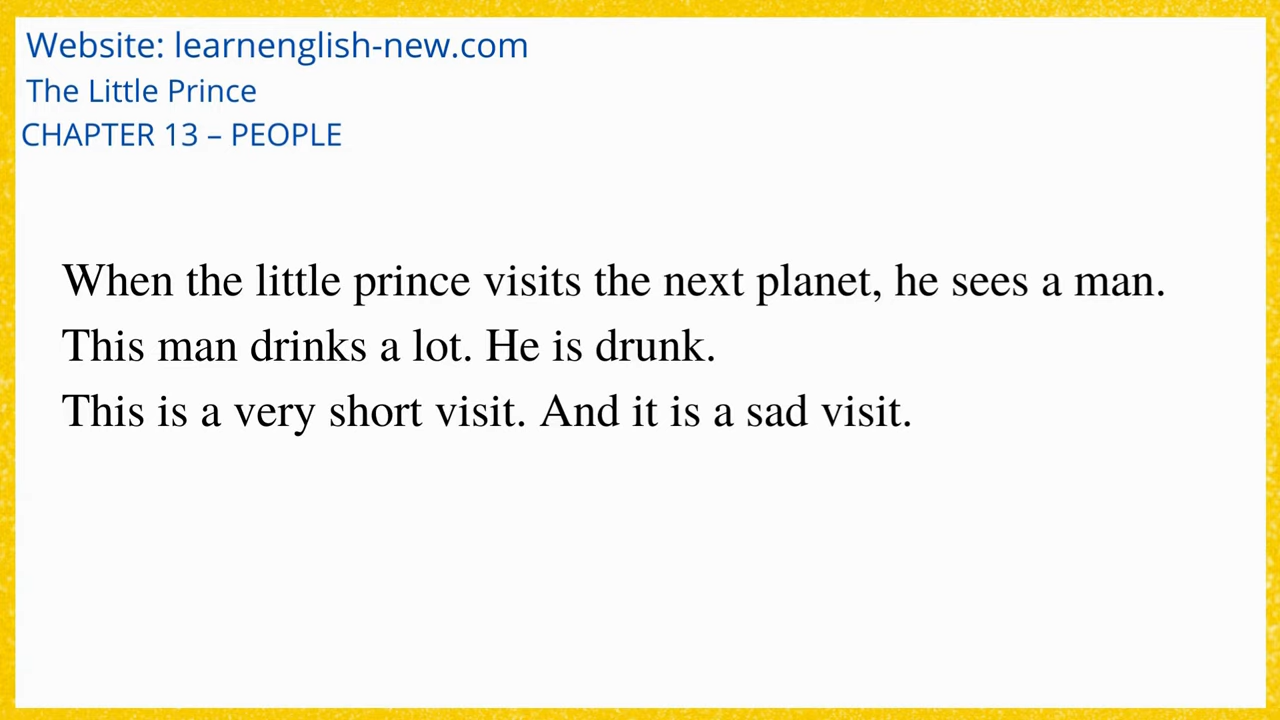 Website: learnenglish-new.com
The Little Prince
CHAPTER 13 – PEOPLE
When the little prince visits the next planet, he sees a man.
This man drinks a lot. He is drunk.
This is a very short visit. And it is a sad visit.